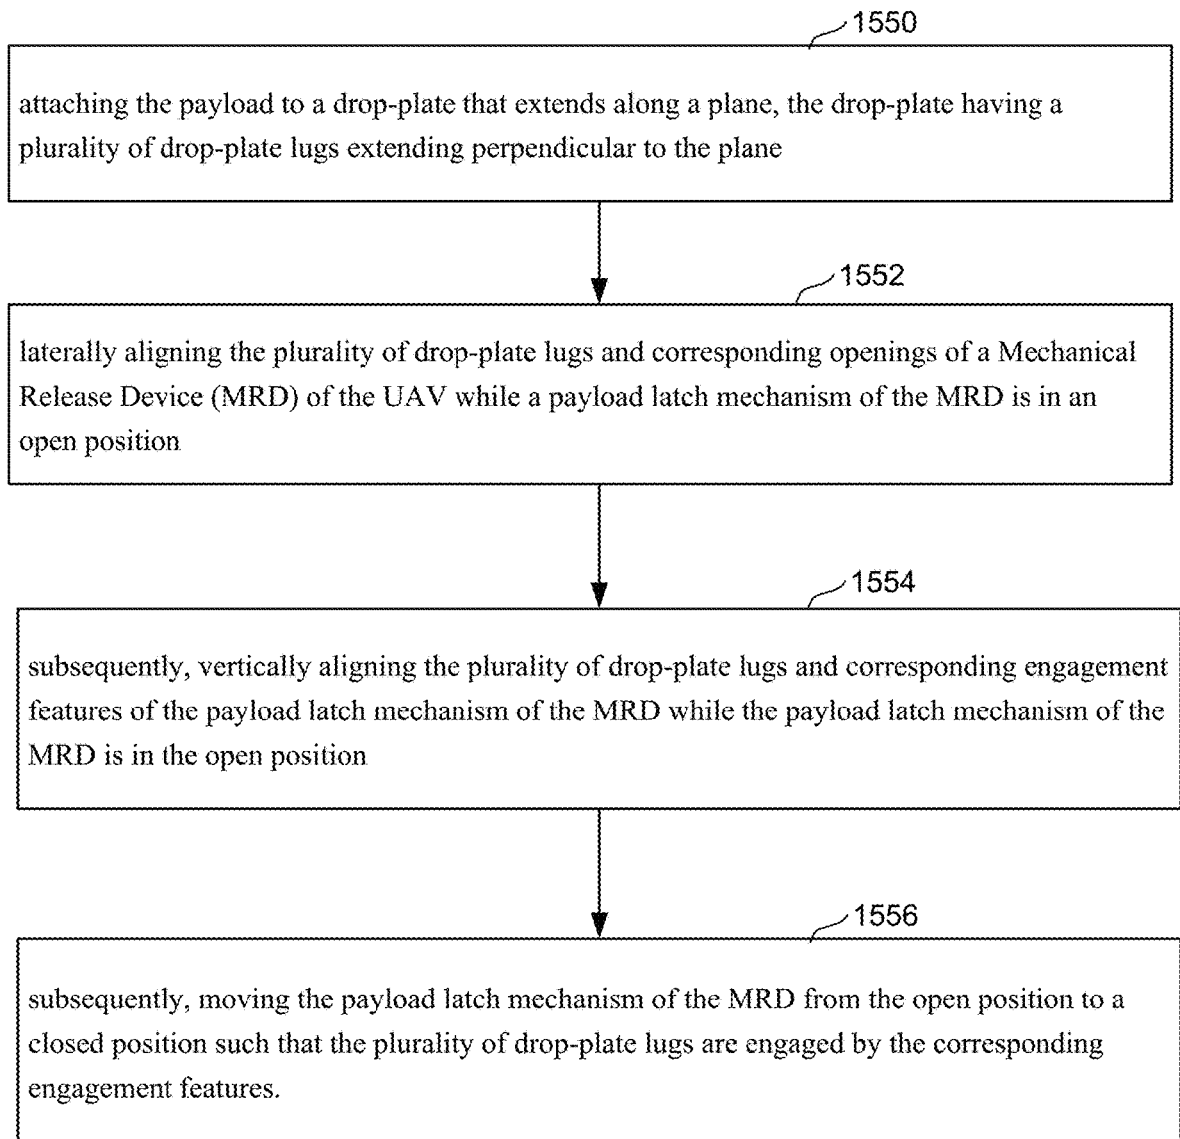 1550
attaching the payload to a drop-plate that extends along a plane, the drop-plate having a
plurality of drop-plate lugs extending perpendicular to the plane
1552
laterally aligning the plurality of drop-plate lugs and corresponding openings of a Mechanical
Release Device (MRD) of the UAV while a payload latch mechanism of the MRD is in an
open position
1554
subsequently, vertically aligning the plurality of drop-plate lugs and corresponding engagement
features of the payload latch mechanism of the MRD while the payload latch mechanism of the
MRD is in the open position
1556
subsequently, moving the payload latch mechanism of the MRD from the open position to a
closed position such that the plurality of drop-plate lugs are engaged by the corresponding
engagement features.